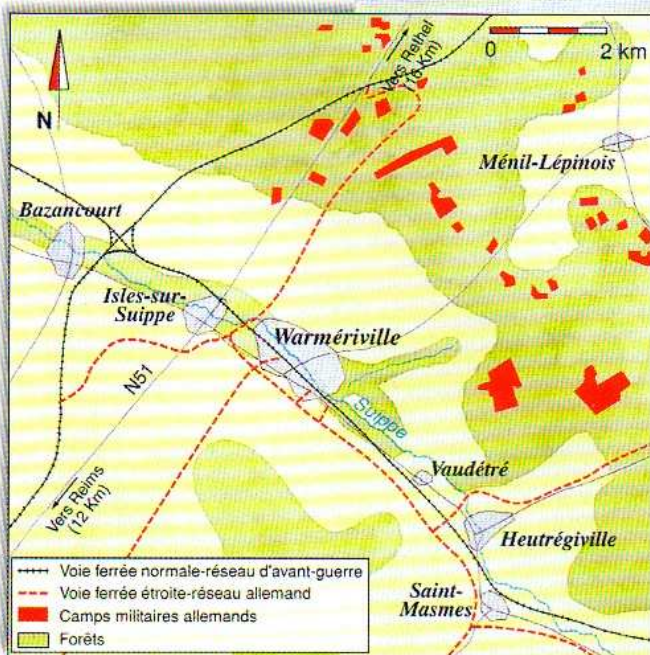 Vers Rethel
(16 Km)
0 2 km
N
Ménil-Lépinois
Bazancourt
Isles-sur-
Suippe
Warmériville
N51
Suippe
Vaudétré
Vers Reims
(12 Km)
Heutrégiville
Saint-
Masmes
Voie ferrée normale-réseau d'avant-guerre
Voie ferrée étroite-réseau allemand
Camps militaires allemands
Forêts